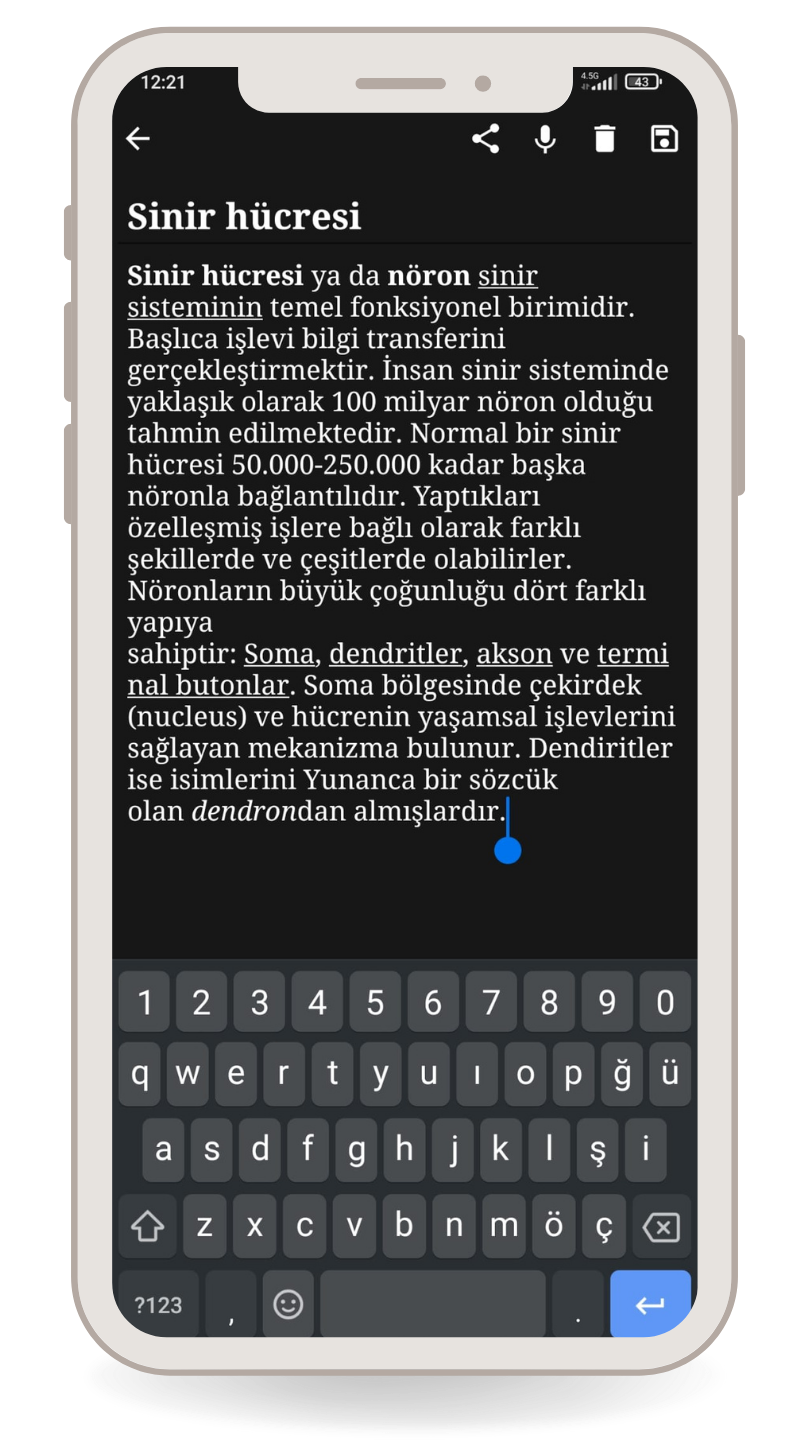 12:21
4.5G
43
Sinir hücresi
Sinir hücresi ya da nöron sinir
sisteminin temel fonksiyonel birimidir.
Başlıca işlevi bilgi transferini
gerçekleştirmektir. İnsan sinir sisteminde
yaklaşık olarak 100 milyar nöron olduğu
tahmin edilmektedir. Normal bir sinir
hücresi 50.000-250.000 kadar başka
nöronla bağlantılıdır. Yaptıkları
özelleşmiş işlere bağlı olarak farklı
şekillerde ve çeşitlerde olabilirler.
Nöronların büyük çoğunluğu dört farklı
yapıya
sahiptir: Soma, dendritler, akson ve termi
nal butonlar. Soma bölgesinde çekirdek
(nucleus) ve hücrenin yaşamsal işlevlerini
sağlayan mekanizma bulunur. Dendiritler
ise isimlerini Yunanca bir sözcük
olan dendrondan almışlardır.
1 2 3 4 5 6 7 8 9 0
q w e r t y u ı o p ğ ü
a s d f g h j k l ş i
z x c v b n m ö ç
?123 , .